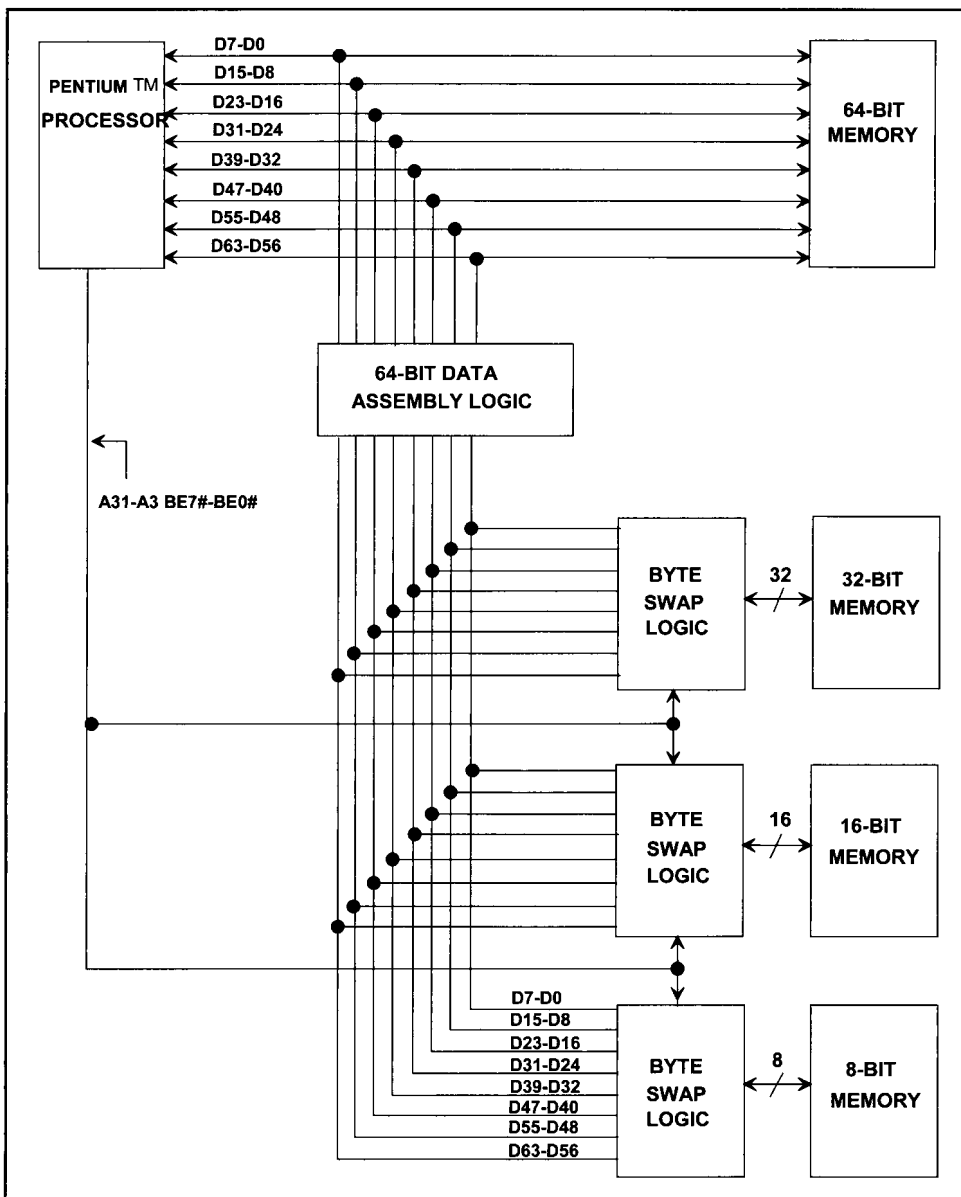 D7-D0
D15-D8
D23-D16
D31-D24
D39-D32
D47-D40
D55-D48
D63-D56
PENTIUM TM
PROCESSOR
64-BIT
MEMORY
64-BIT DATA
ASSEMBLY LOGIC
A31-A3 BE7#-BE0#
BYTE
SWAP
LOGIC
32
32-BIT
MEMORY
BYTE
SWAP
LOGIC
16
16-BIT
MEMORY
D7-D0
D15-D8
D23-D16
D31-D24
D39-D32
D47-D40
D55-D48
D63-D56
BYTE
SWAP
LOGIC
8
8-BIT
MEMORY